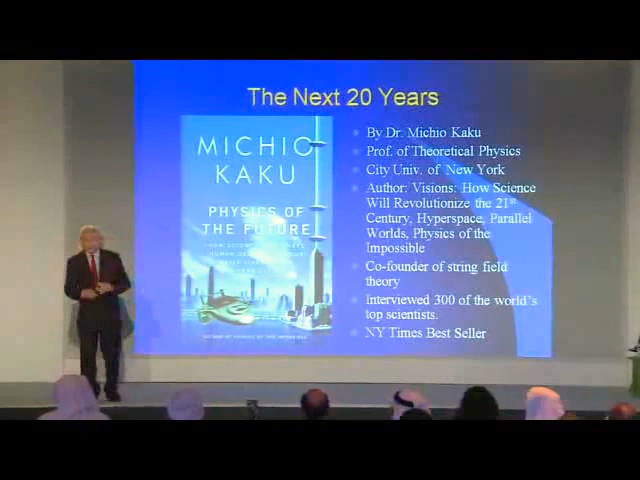 The Next 20 Years
MICHIO
KAKU
PHYSICS OF
THE FUTURE
By Dr. Michio Kaku
Prof. of Theoretical Physics
City Univ. of New York
Author: Visions: How Science
Will Revolutionize the 21st
Century, Hyperspace, Parallel
Worlds, Physics of the
Impossible
Co-founder of string field
theory
Interviewed 300 of the world's
top scientists.
NY Times Best Seller